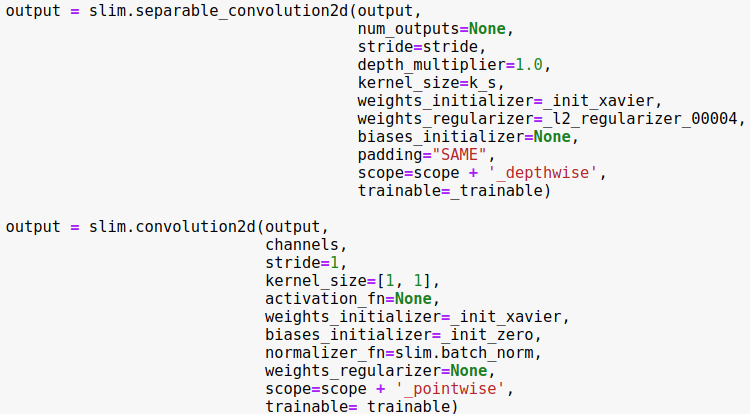 output = slim.separable_convolution2d(output,
num_outputs=None,
stride=stride,
depth_multiplier=1.0,
kernel_size=k_s,
weights_initializer=_init_xavier,
weights_regularizer=_l2_regularizer_00004,
biases_initializer=None,
padding="SAME",
scope=scope + '_depthwise',
trainable=_trainable)
output = slim.convolution2d(output,
channels,
stride=1,
kernel_size=[1, 1],
activation_fn=None,
weights_initializer=_init_xavier,
biases_initializer=_init_zero,
normalizer_fn=slim.batch_norm,
weights_regularizer=None,
scope=scope + '_pointwise',
trainable=_trainable)